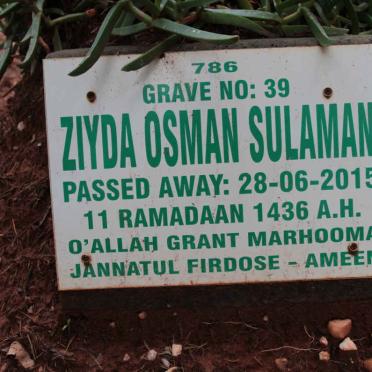 786
GRAVE NO: 39
ZIYDA OSMAN SULAMAN
PASSED AWAY: 28-06-2015
11 RAMADAAN 1436 A.H.
O'ALLAH GRANT MARHOOMA
JANNATUL FIRDOSE - AMEEN